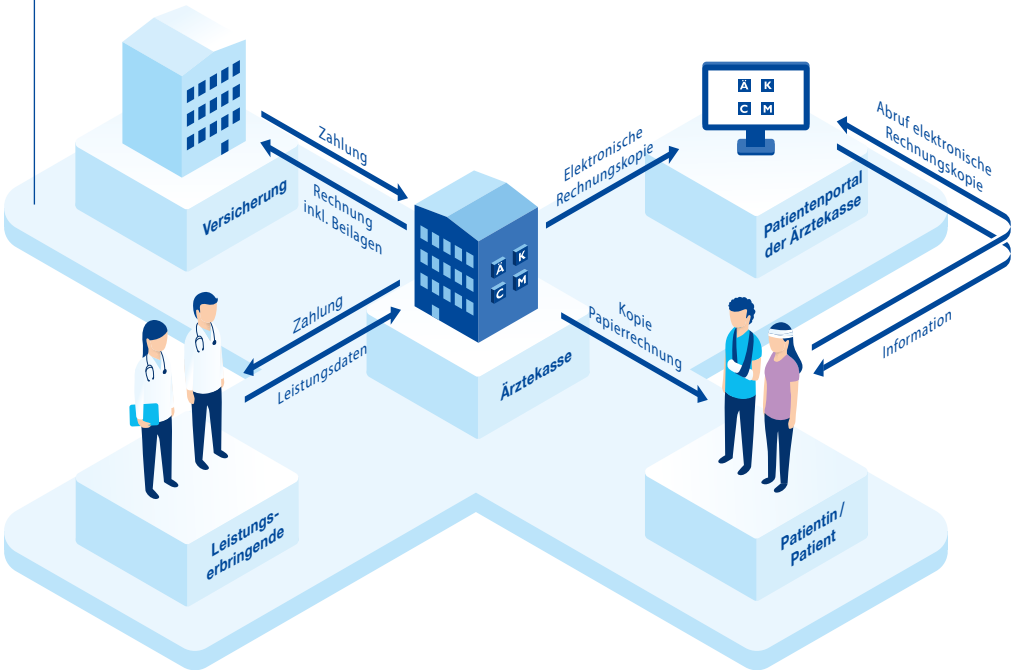 Zahlung
Rechnung
inkl. Beilagen
Versicherung
Elektronische
Rechnungskopie
Ä K
C M
Abruf elektronische
Rechnungskopie
Patientenportal
der Ärztekasse
Ä K
C M
Zahlung
Leistungsdaten
Ärztekasse
Kopie
Papierrechnung
Information
Leistungs-
erbringende
Patientin /
Patient